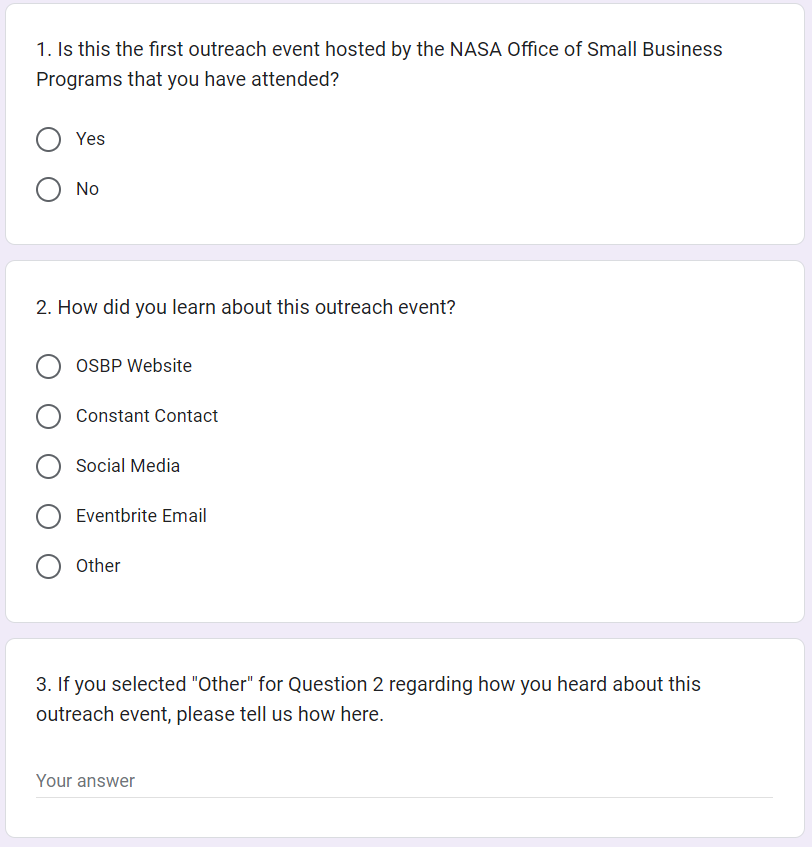 1. Is this the first outreach event hosted by the NASA Office of Small Business
Programs that you have attended?
Yes
No
2. How did you learn about this outreach event?
OSBP Website
Constant Contact
Social Media
Eventbrite Email
Other
3. If you selected "Other" for Question 2 regarding how you heard about this
outreach event, please tell us how here.
Your answer